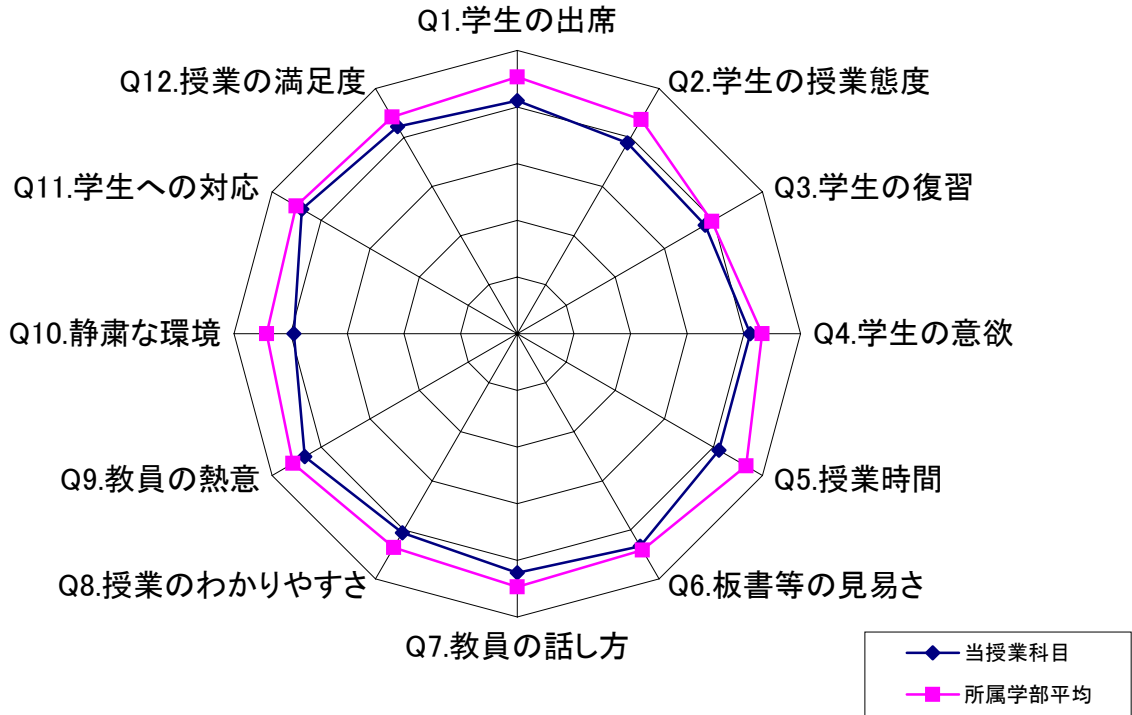 Q1.学生の出席
Q2.学生の授業態度
Q3.学生の復習
Q4.学生の意欲
Q5.授業時間
Q6.板書等の見易さ
Q7.教員の話し方
Q8.授業のわかりやすさ
Q9.教員の熱意
Q10.静粛な環境
Q11.学生への対応
Q12.授業の満足度
当授業科目
所属学部平均